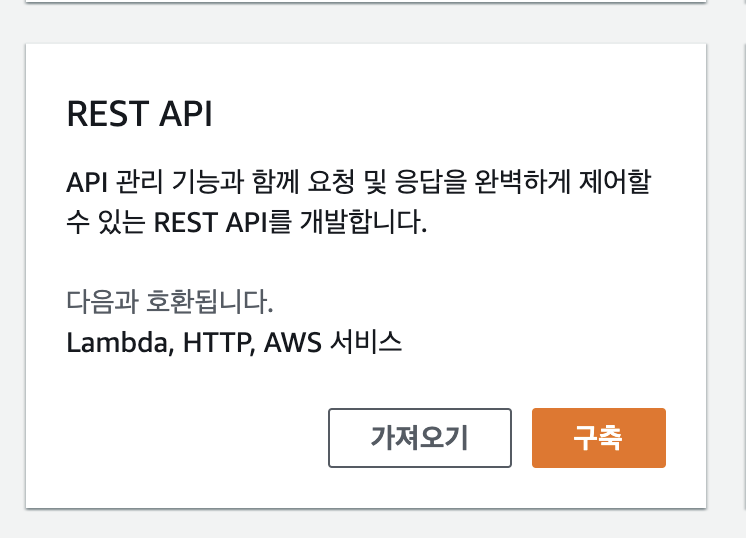 REST API
API 관리 기능과 함께 요청 및 응답을 완벽하게 제어할
수 있는 REST API를 개발합니다.
다음과 호환됩니다.
Lambda, HTTP, AWS 서비스
가져오기
구축